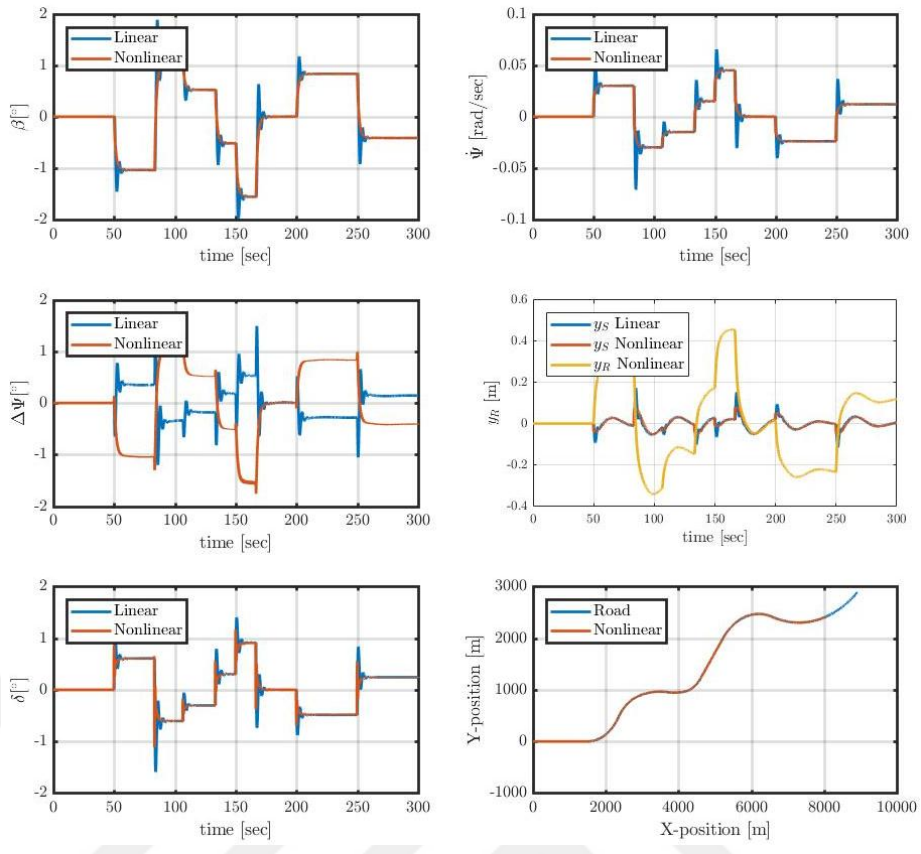 2
1
0
-1
-2
β[°]
Linear
Nonlinear
0 50 100 150 200 250 300
time [sec]
0.1
0.05
0
-0.05
-0.1
Ψ̇ [rad/sec]
Linear
Nonlinear
0 50 100 150 200 250 300
time [sec]
2
1
0
-1
-2
ΔΨ[°]
Linear
Nonlinear
0 50 100 150 200 250 300
time [sec]
0.6
0.4
0.2
0
-0.2
-0.4
y_R [m]
y_S Linear
y_S Nonlinear
y_R Nonlinear
0 50 100 150 200 250 300
time [sec]
2
1
0
-1
-2
δ[°]
Linear
Nonlinear
0 50 100 150 200 250 300
time [sec]
3000
2000
1000
0
-1000
Y-position [m]
Road
Nonlinear
0 2000 4000 6000 8000 10000
X-position [m]